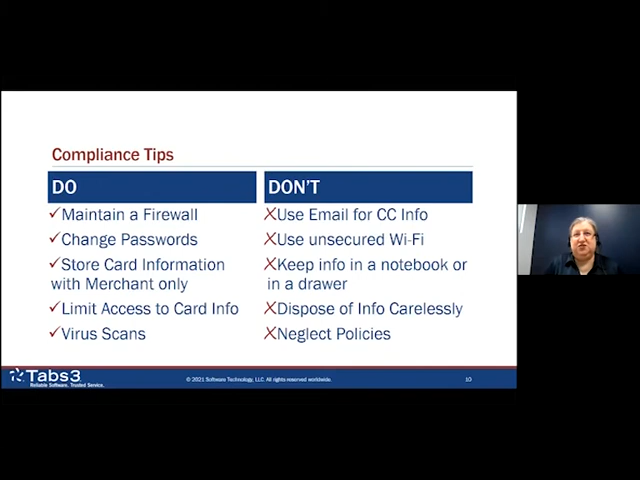 Compliance Tips
DO
Maintain a Firewall
Change Passwords
Store Card Information
with Merchant only
Limit Access to Card Info
Virus Scans
DON'T
Use Email for CC Info
Use unsecured Wi-Fi
Keep info in a notebook or
in a drawer
Dispose of Info Carelessly
Neglect Policies
Tabs3
Reliable Software. Trusted Service.
© 2021 Software Technology, LLC. All rights reserved worldwide.
10